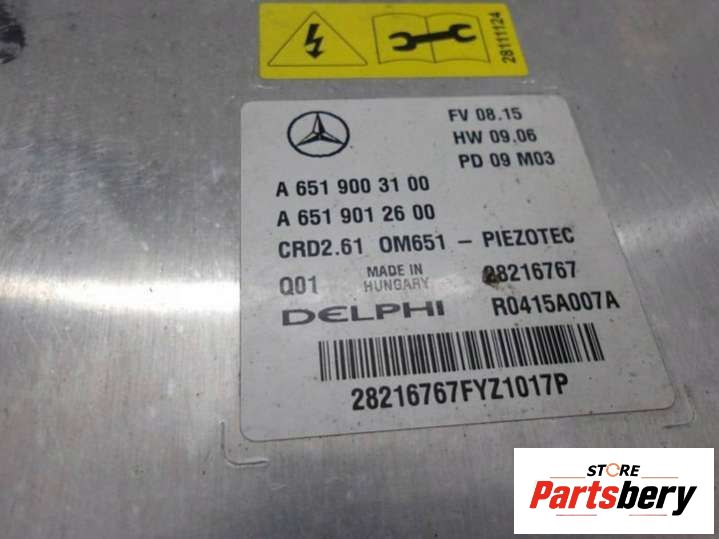 28111124
FV 08.15
HW 09.06
PD 09 M03
A 651 900 31 00
A 651 901 26 00
CRD2.61 OM651 - PIEZOTEC
Q01 MADE IN HUNGARY 28216767
DELPHI R0415A007A
28216767FYZ1017P
STORE
Partsbery